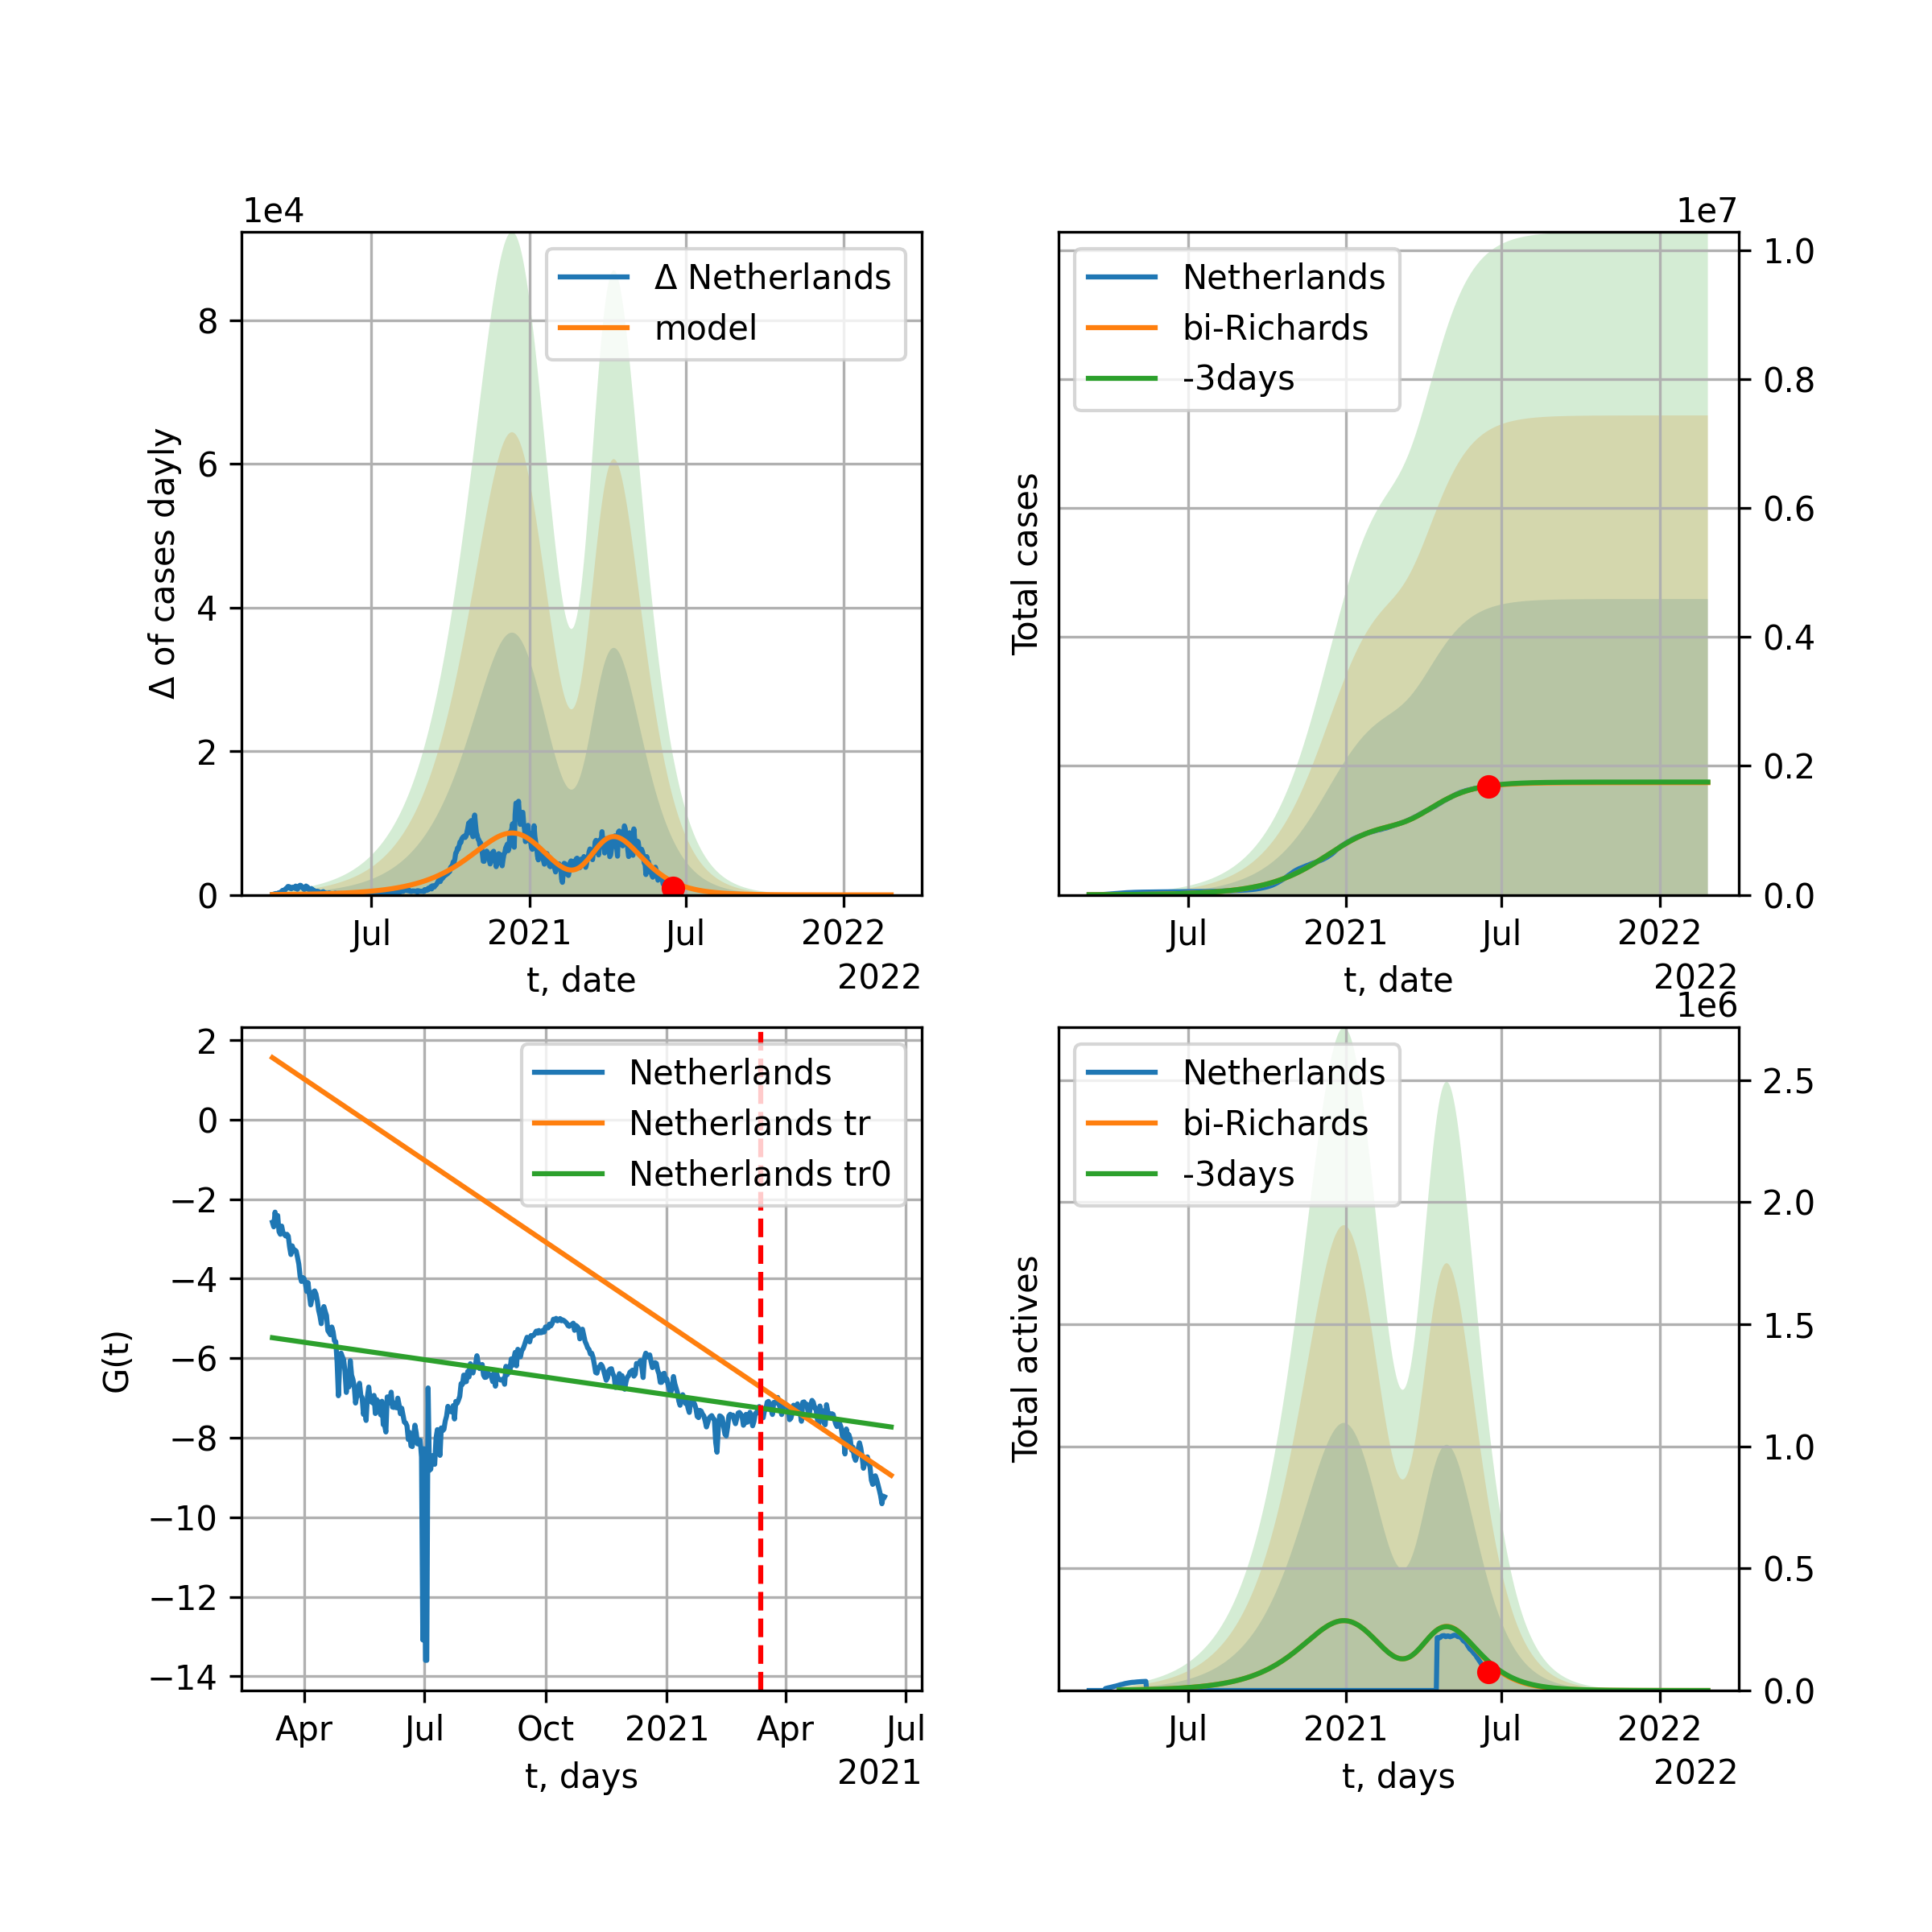 1e4
Δ of cases dayly
8
6
4
2
0
Δ Netherlands
model
Jul
2021
Jul
2022
t, date
2022
1e7
Total cases
Netherlands
bi-Richards
-3days
1.0
0.8
0.6
0.4
0.2
0.0
Jul
2021
Jul
2022
t, date
2022
G(t)
2
0
−2
−4
−6
−8
−10
−12
−14
Netherlands
Netherlands tr
Netherlands tr0
Apr
Jul
Oct
2021
Apr
Jul
t, days
2021
1e6
Total actives
Netherlands
bi-Richards
-3days
2.5
2.0
1.5
1.0
0.5
0.0
Jul
2021
Jul
2022
t, days
2022